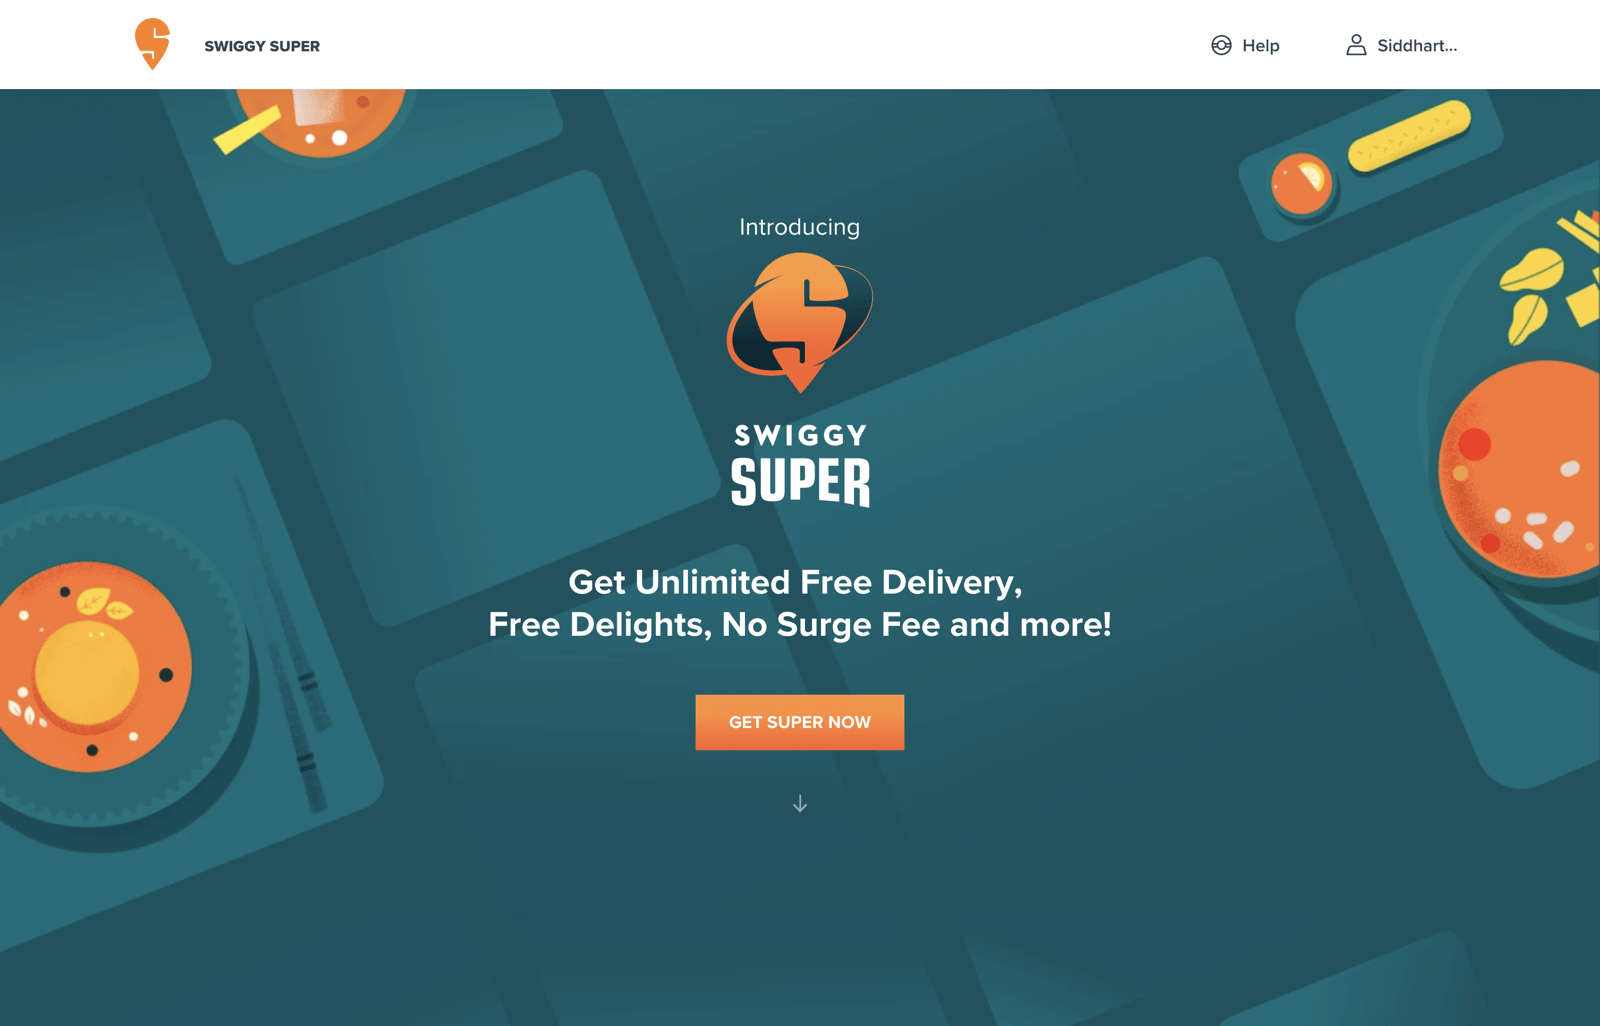 SWIGGY SUPER
Help
Siddhart...
Introducing
SWIGGY
SUPER
Get Unlimited Free Delivery,
Free Delights, No Surge Fee and more!
GET SUPER NOW